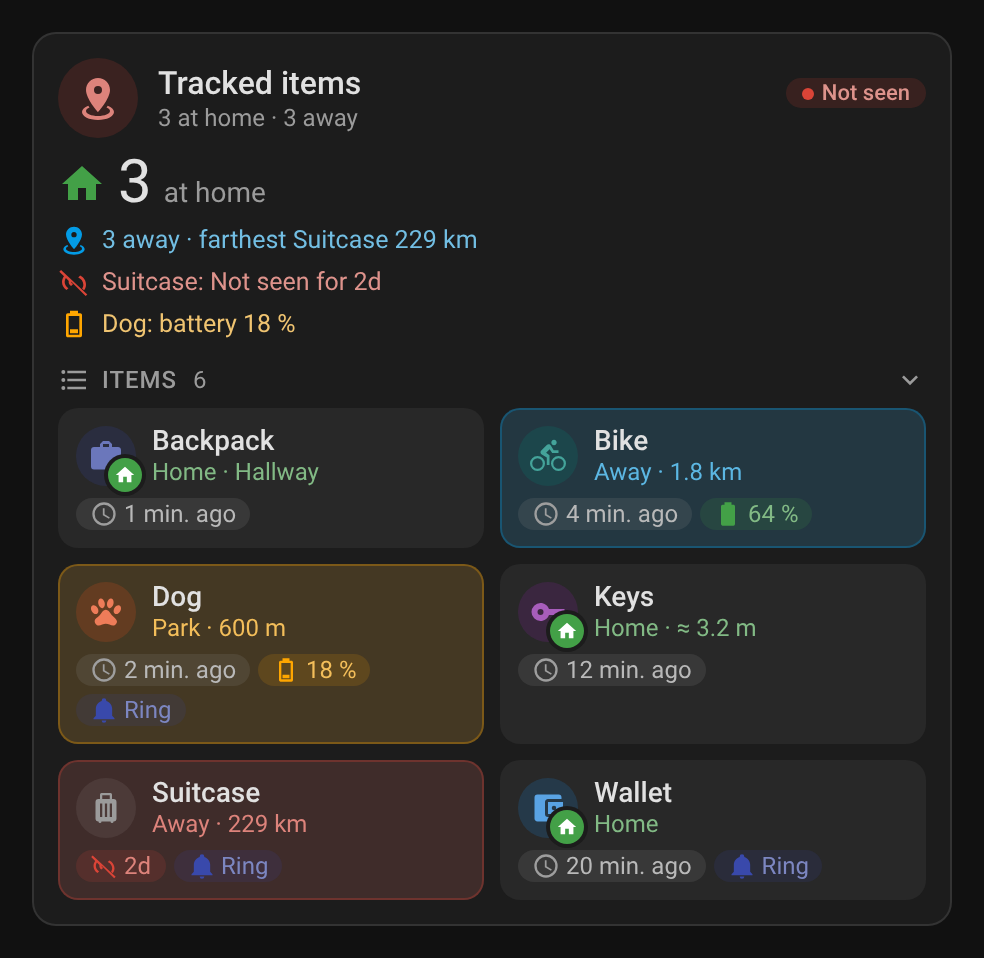 Tracked items
3 at home · 3 away
Not seen
3 at home
3 away · farthest Suitcase 229 km
Suitcase: Not seen for 2d
Dog: battery 18 %
ITEMS 6
Backpack
Home · Hallway
1 min. ago
Bike
Away · 1.8 km
4 min. ago
64 %
Dog
Park · 600 m
2 min. ago
18 %
Ring
Keys
Home · ≈ 3.2 m
12 min. ago
Suitcase
Away · 229 km
2d
Ring
Wallet
Home
20 min. ago
Ring